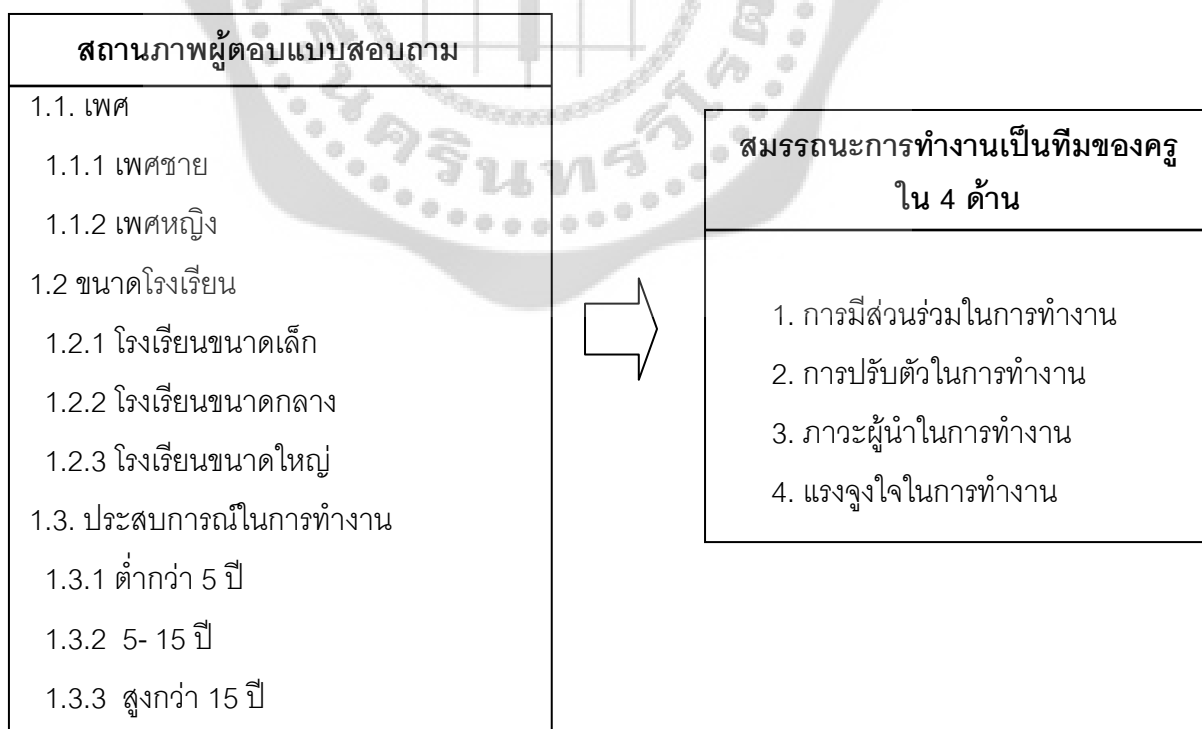 สถานภาพผู้ตอบแบบสอบถาม
1.1. เพศ
1.1.1 เพศชาย
1.1.2 เพศหญิง
1.2 ขนาดโรงเรียน
1.2.1 โรงเรียนขนาดเล็ก
1.2.2 โรงเรียนขนาดกลาง
1.2.3 โรงเรียนขนาดใหญ่
1.3. ประสบการณ์ในการทำงาน
1.3.1 ต่ำกว่า 5 ปี
1.3.2 5- 15 ปี
1.3.3 สูงกว่า 15 ปี
สมรรถนะการทำงานเป็นทีมของครู
ใน 4 ด้าน
1. การมีส่วนร่วมในการทำงาน
2. การปรับตัวในการทำงาน
3. ภาวะผู้นำในการทำงาน
4. แรงจูงใจในการทำงาน